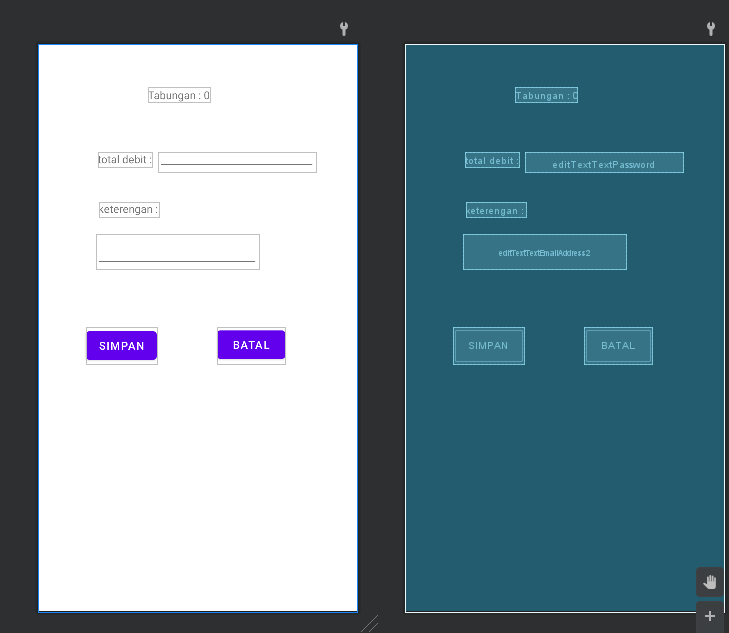 Tabungan : 0
total debit :
keterengan :
SIMPAN BATAL
Tabungan : 0
total debit : editTextTextPassword
keterengan :
editTextTextEmailAddress2
SIMPAN BATAL